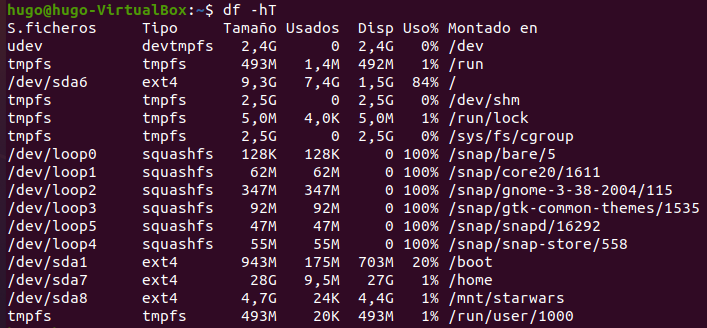 hugo@hugo-VirtualBox:~$ df -hT
S.ficheros     Tipo     Tamaño Usados  Disp Uso% Montado en
udev           devtmpfs   2,4G      0  2,4G   0% /dev
tmpfs          tmpfs      493M   1,4M  492M   1% /run
/dev/sda6      ext4       9,3G   7,4G  1,5G  84% /
tmpfs          tmpfs      2,5G      0  2,5G   0% /dev/shm
tmpfs          tmpfs      5,0M   4,0K  5,0M   1% /run/lock
tmpfs          tmpfs      2,5G      0  2,5G   0% /sys/fs/cgroup
/dev/loop0     squashfs   128K   128K     0 100% /snap/bare/5
/dev/loop1     squashfs    62M    62M     0 100% /snap/core20/1611
/dev/loop2     squashfs   347M   347M     0 100% /snap/gnome-3-38-2004/115
/dev/loop3     squashfs    92M    92M     0 100% /snap/gtk-common-themes/1535
/dev/loop5     squashfs    47M    47M     0 100% /snap/snapd/16292
/dev/loop4     squashfs    55M    55M     0 100% /snap/snap-store/558
/dev/sda1      ext4       943M   175M  703M  20% /boot
/dev/sda7      ext4        28G   9,5M   27G   1% /home
/dev/sda8      ext4       4,7G    24K  4,4G   1% /mnt/starwars
tmpfs          tmpfs      493M    20K  493M   1% /run/user/1000